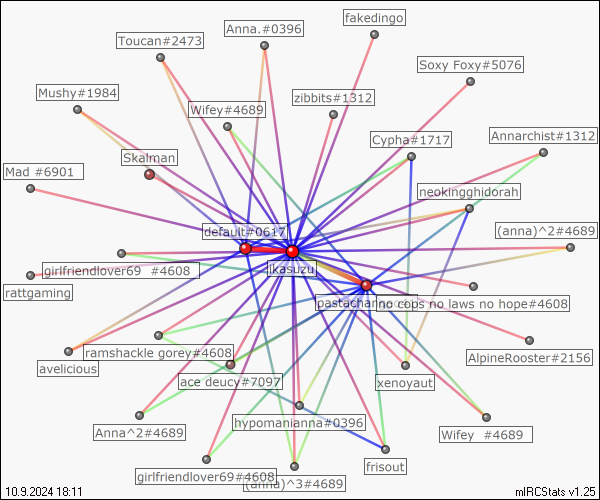 fakedingo
Anna.#0396
Toucan#2473
Soxy Foxy#5076
Mushy#1984
zibbits#1312
Wifey#4689
Cypha#1717
Annarchist#1312
Skalman
Mad #6901
neokingghidorah
default#0617
(anna)^2#4689
jkasuzu
girlfriendlover69 #4608
rattgaming
no cops no laws no hope#4608
ramshackle gorey#4608
AlpineRooster#2156
avelicious
ace deucy#7097
xenoyaut
hypomanianna#0396
Anna^2#4689
Wifey #4689
frisout
girlfriendlover69#4608
(anna)^3#4689
10.9.2024 18:11
mIRCStats v1.25